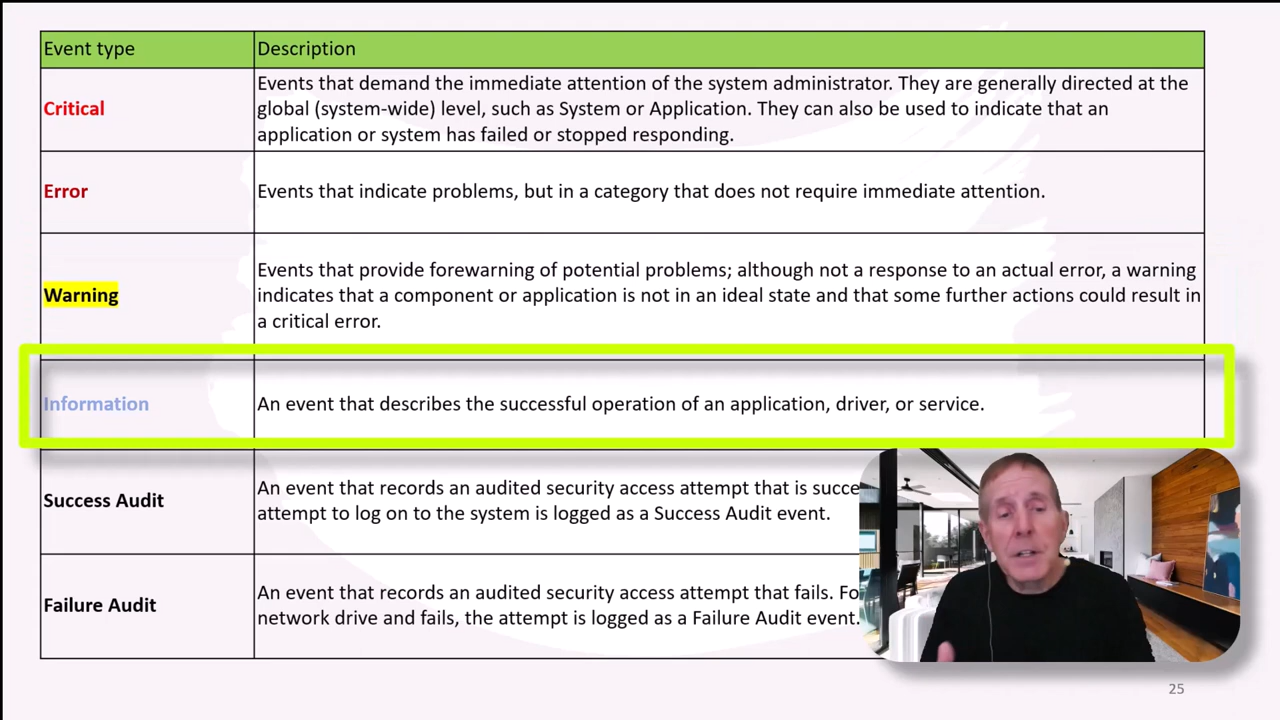 Event type
Description
Critical
Events that demand the immediate attention of the system administrator. They are generally directed at the
global (system-wide) level, such as System or Application. They can also be used to indicate that an
application or system has failed or stopped responding.
Error
Events that indicate problems, but in a category that does not require immediate attention.
Warning
Events that provide forewarning of potential problems; although not a response to an actual error, a warning
indicates that a component or application is not in an ideal state and that some further actions could result in
a critical error.
Information
An event that describes the successful operation of an application, driver, or service.
Success Audit
An event that records an audited security access attempt that is
attempt to log on to the system is logged as a Success Audit event.
Failure Audit
An event that records an audited security access attempt that fails.
network drive and fails, the attempt is logged as a Failure Audit event.
25